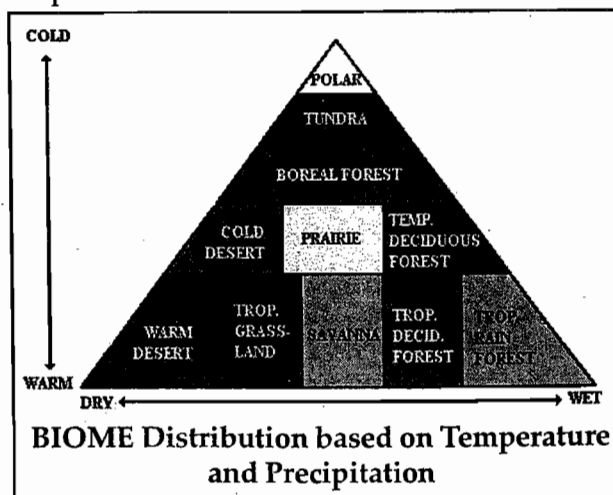 COLD
POLAR
TUNDRA
BOREAL FOREST
COLD
DESERT
PRAIRIE
TEMP.
DECIDUOUS
FOREST
WARM
DESERT
TROP.
GRASS-
LAND
SAVANNA
TROP.
DECID.
FOREST
TROP.
RAIN
FOREST
WARM
DRY
WET
BIOME Distribution based on Temperature
and Precipitation